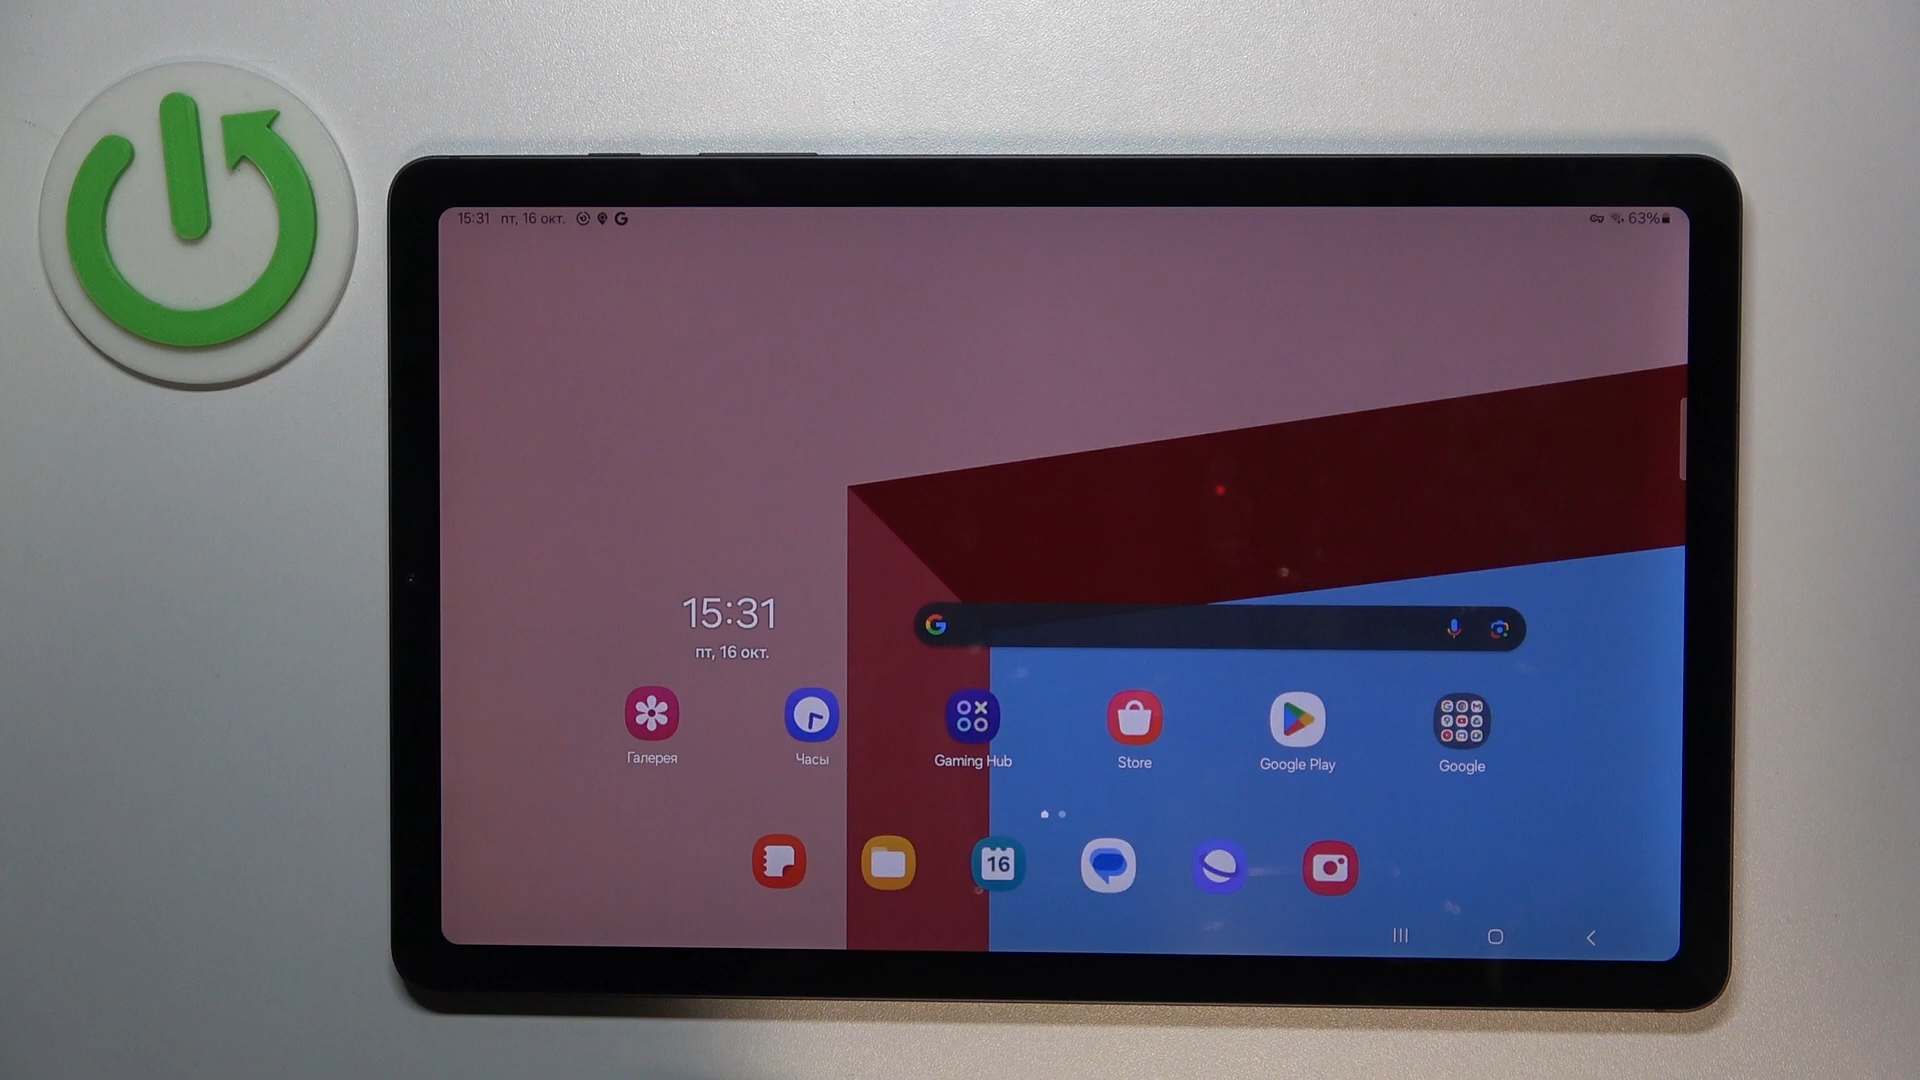 15:31 пт, 16 окт. G
63%
15:31
пт, 16 окт.
G
Галерея
Часы
Gaming Hub
Store
Google Play
Google
16